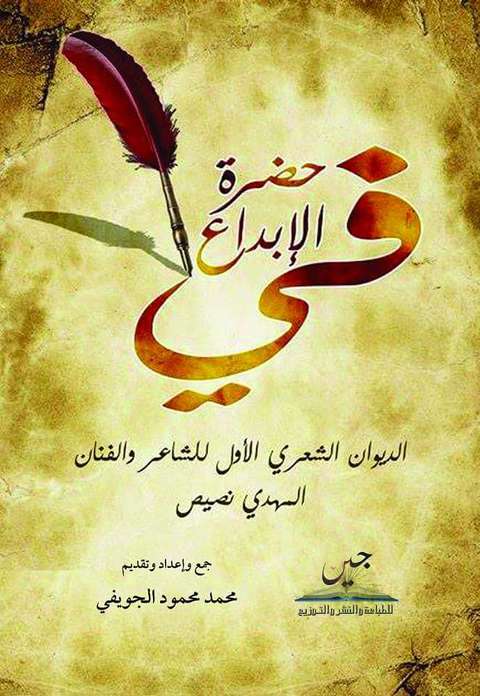 في
حضرة
الإبداع
الديوان الشعري الأول للشاعر والفنان
المهدي نصيص
جمع وإعداد وتقديم
محمد محمود الجويفي
جين
للطباعة والنشر والتوزيع